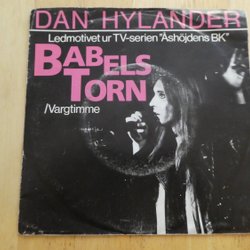 DAN HYLANDER
Ledmotivet ur TV-serien "Åshöjdens BK"
BABELS
TORN
/Vargtimme